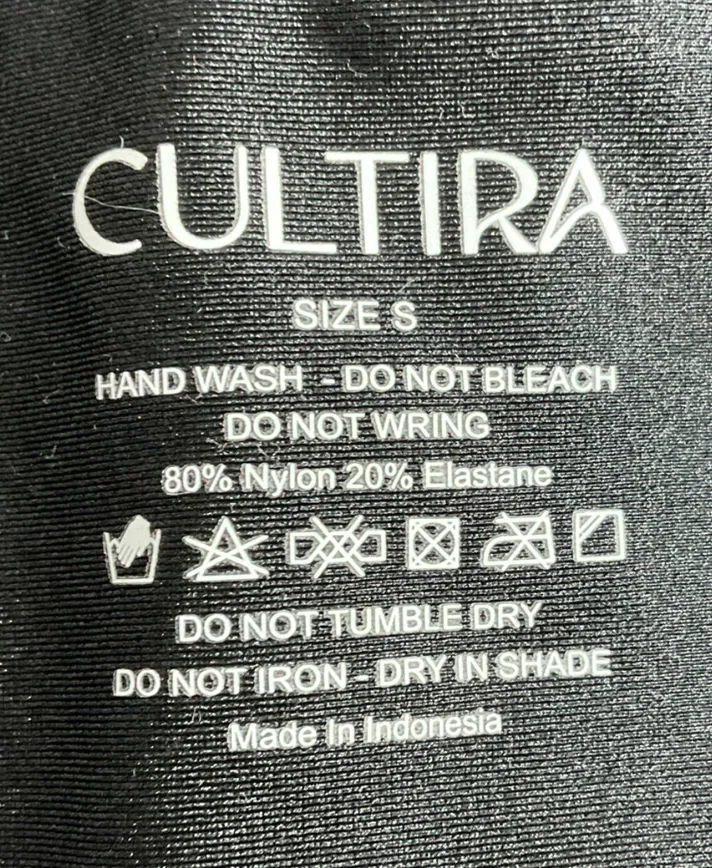 CULTIRA
SIZE S
HAND WASH - DO NOT BLEACH
DO NOT WRING
80% Nylon 20% Elastane
DO NOT TUMBLE DRY
DO NOT IRON - DRY IN SHADE
Made In Indonesia